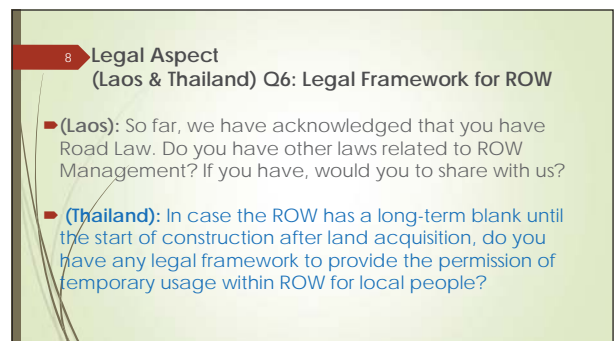 8
Legal Aspect
(Laos & Thailand) Q6: Legal Framework for ROW
(Laos): So far, we have acknowledged that you have
Road Law. Do you have other laws related to ROW
Management? If you have, would you to share with us?
(Thailand): In case the ROW has a long-term blank until
the start of construction after land acquisition, do you
have any legal framework to provide the permission of
temporary usage within ROW for local people?